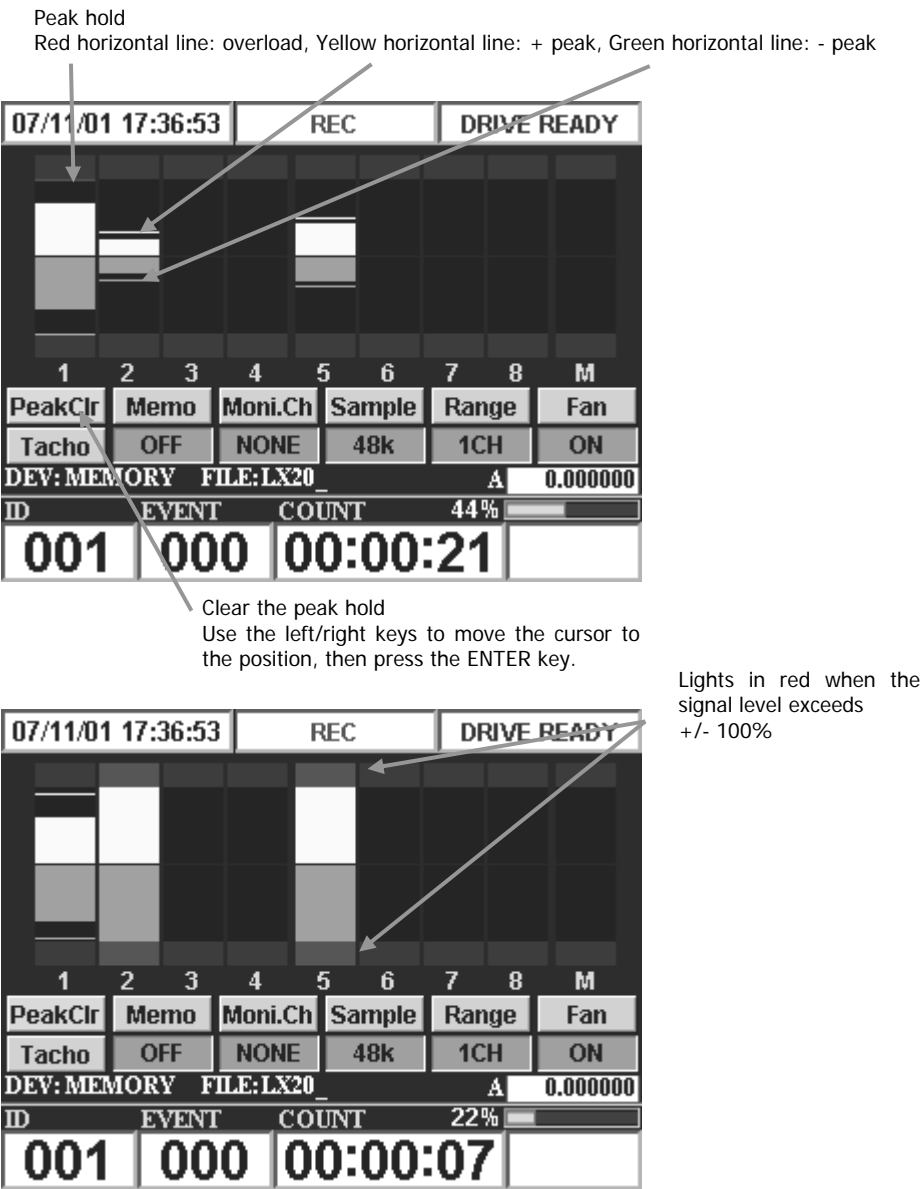 Peak hold
Red horizontal line: overload, Yellow horizontal line: + peak, Green horizontal line: - peak
07/11/01 17:36:53 REC DRIVE READY
1 2 3 4 5 6 7 8 M
PeakClr Memo Moni.Ch Sample Range Fan
Tacho OFF NONE 48k 1CH ON
DEV: MEMORY FILE: LX20_ A 0.000000
ID EVENT COUNT 44%
001 000 00:00:21
Clear the peak hold
Use the left/right keys to move the cursor to
the position, then press the ENTER key.
Lights in red when the
signal level exceeds
+/- 100%
07/11/01 17:36:53 REC DRIVE READY
1 2 3 4 5 6 7 8 M
PeakClr Memo Moni.Ch Sample Range Fan
Tacho OFF NONE 48k 1CH ON
DEV: MEMORY FILE: LX20_ A 0.000000
ID EVENT COUNT 22%
001 000 00:00:07